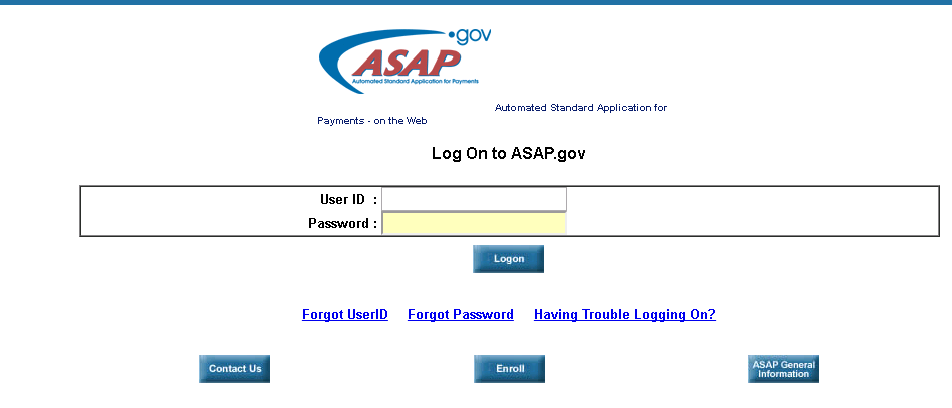 .gov
ASAP
Automated Standard Application for Payments
Automated Standard Application for
Payments - on the Web
Log On to ASAP.gov
User ID :
Password :
Logon
Forgot UserID Forgot Password Having Trouble Logging On?
Contact Us Enroll ASAP General
Information